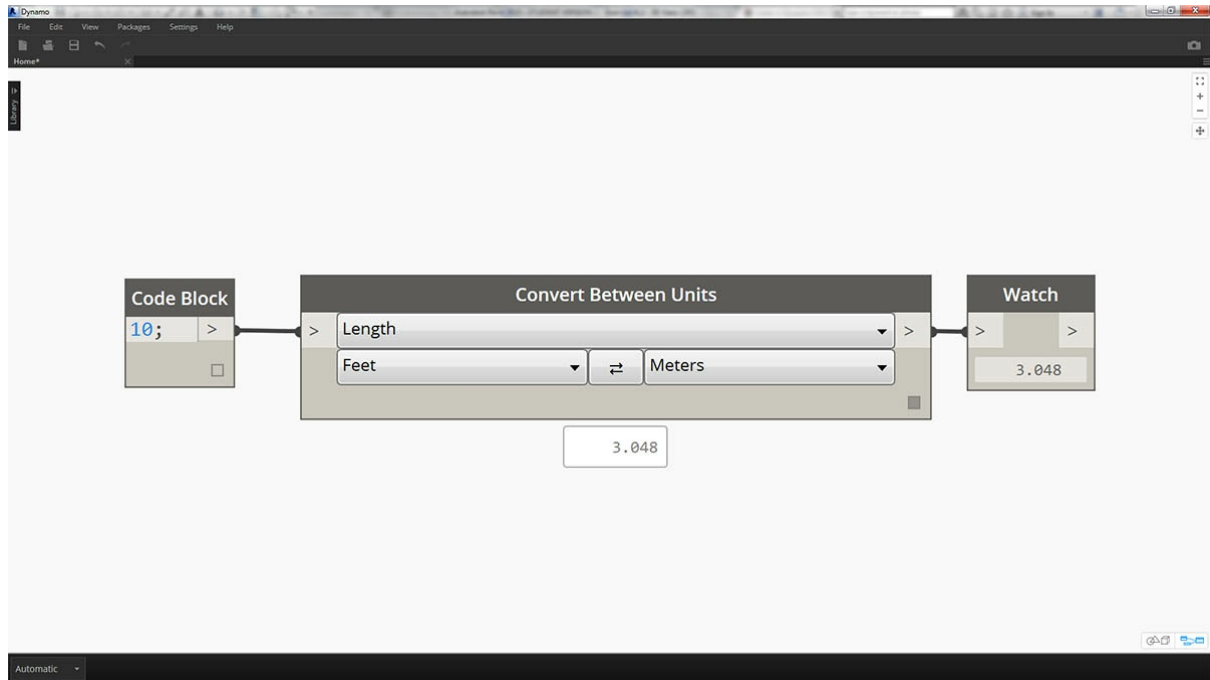 Dynamo
File Edit View Packages Settings Help
Home*
Library
Code Block
10; >
Convert Between Units
> Length >
Feet Meters
3.048
Watch
> >
3.048
Automatic